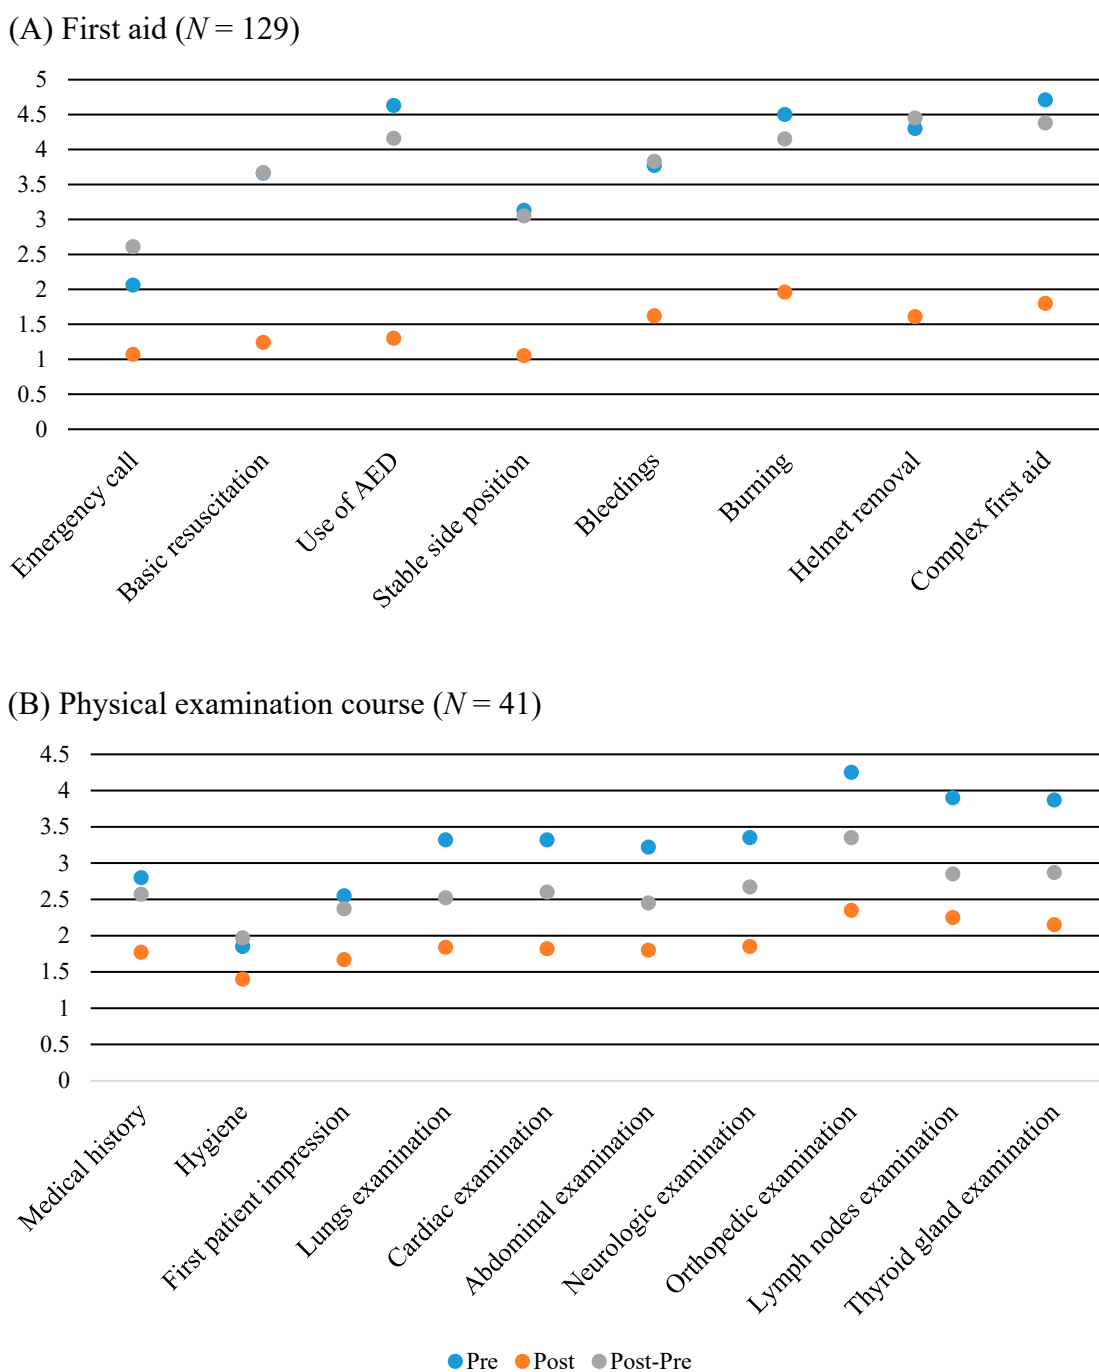 (A) First aid (N = 129)
5
4.5
4
3.5
3
2.5
2
1.5
1
0.5
0
Emergency call
Basic resuscitation
Use of AED
Stable side position
Bleedings
Burning
Helmet removal
Complex first aid
(B) Physical examination course (N = 41)
4.5
4
3.5
3
2.5
2
1.5
1
0.5
0
Medical history
Hygiene
First patient impression
Lungs examination
Cardiac examination
Abdominal examination
Neurologic examination
Orthopedic examination
Lymph nodes examination
Thyroid gland examination
Pre Post Post-Pre